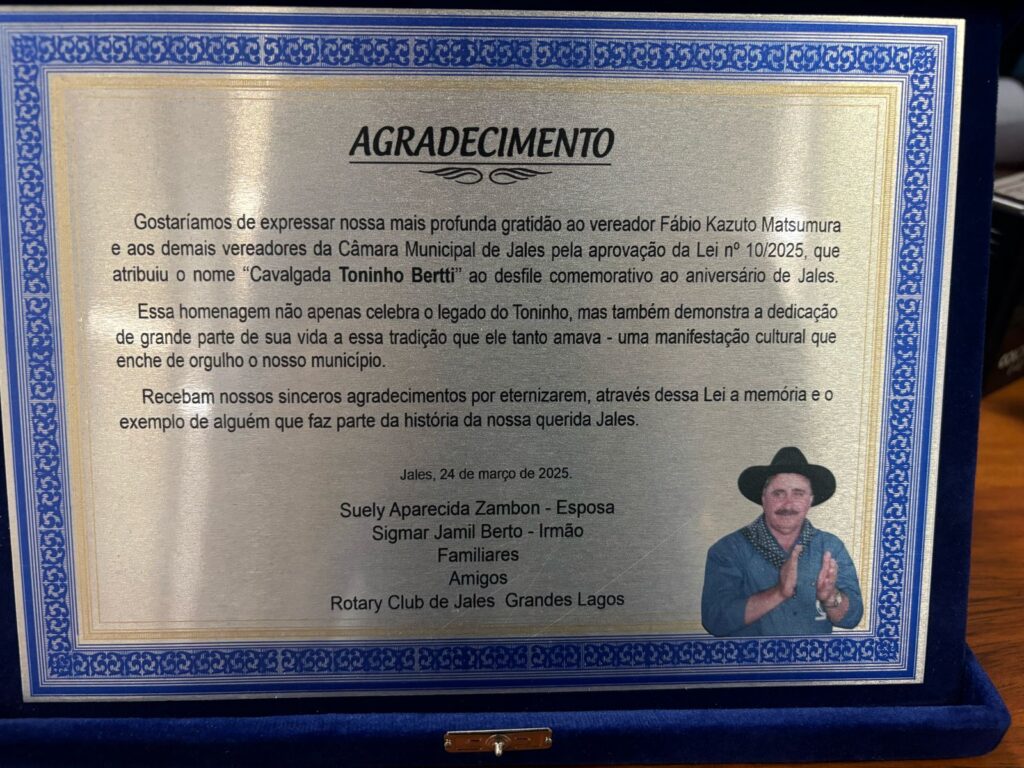 AGRADECIMENTO
Gostaríamos de expressar nossa mais profunda gratidão ao vereador Fábio Kazuto Matsumura
e aos demais vereadores da Câmara Municipal de Jales pela aprovação da Lei nº 10/2025, que
atribuiu o nome “Cavalgada Toninho Bertti” ao desfile comemorativo ao aniversário de Jales.
Essa homenagem não apenas celebra o legado do Toninho, mas também demonstra a dedicação
de grande parte de sua vida a essa tradição que ele tanto amava - uma manifestação cultural que
enche de orgulho o nosso município.
Recebam nossos sinceros agradecimentos por eternizarem, através dessa Lei a memória e o
exemplo de alguém que faz parte da história da nossa querida Jales.
Jales, 24 de março de 2025.
Suely Aparecida Zambon - Esposa
Sigmar Jamil Berto - Irmão
Familiares
Amigos
Rotary Club de Jales Grandes Lagos